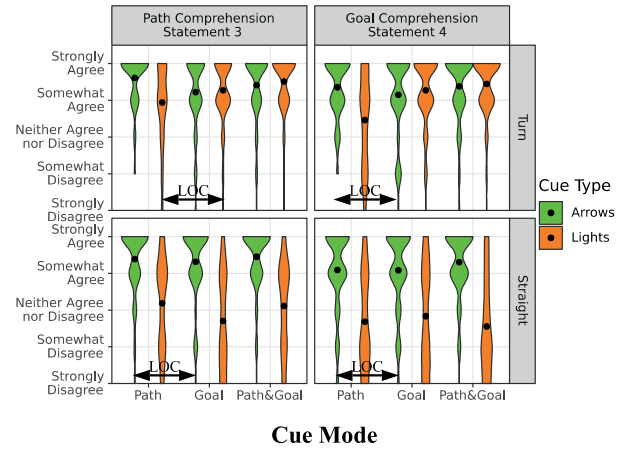 Path Comprehension
Statement 3
Goal Comprehension
Statement 4
Strongly
Agree
Somewhat
Agree
Neither Agree
nor Disagree
Somewhat
Disagree
Strongly
Disagree
LOC
LOC
Turn
Strongly
Agree
Somewhat
Agree
Neither Agree
nor Disagree
Somewhat
Disagree
Strongly
Disagree
LOC
LOC
Straight
Path
Goal
Path&Goal
Path
Goal
Path&Goal
Cue Mode
Cue Type
Arrows
Lights